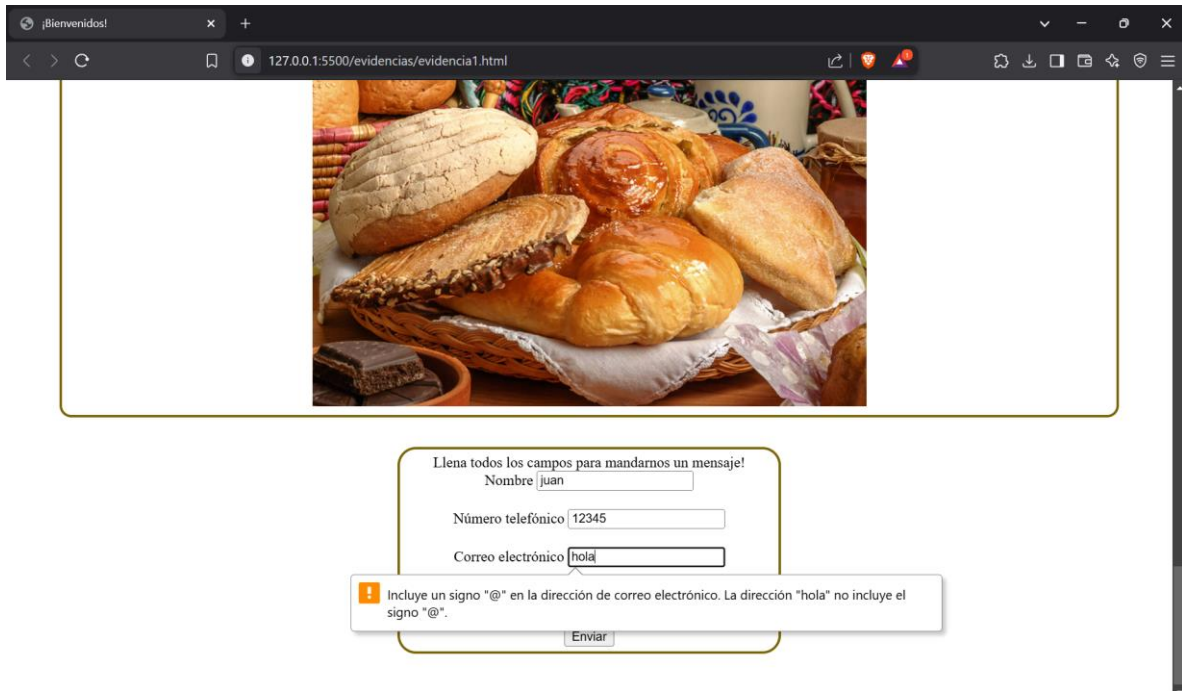 ¡Bienvenidos!
127.0.0.1:5500/evidencias/evidencia1.html
Llena todos los campos para mandarnos un mensaje!
Nombre juan
Número telefónico 12345
Correo electrónico hola
Incluye un signo "@" en la dirección de correo electrónico. La dirección "hola" no incluye el
signo "@".
Enviar